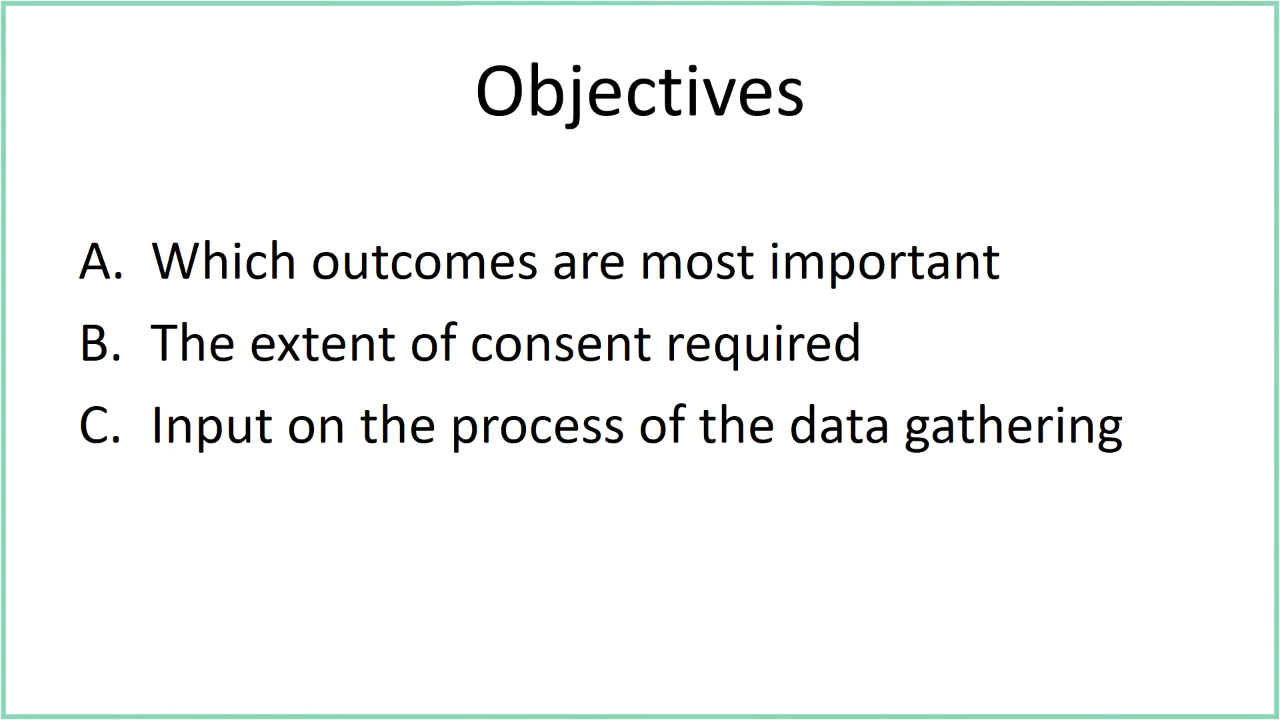 Objectives
A. Which outcomes are most important
B. The extent of consent required
C. Input on the process of the data gathering